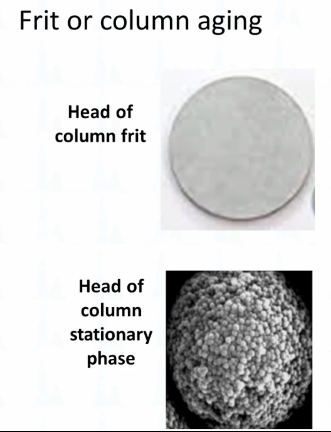 Frit or column aging
Head of
column frit
Head of
column
stationary
phase